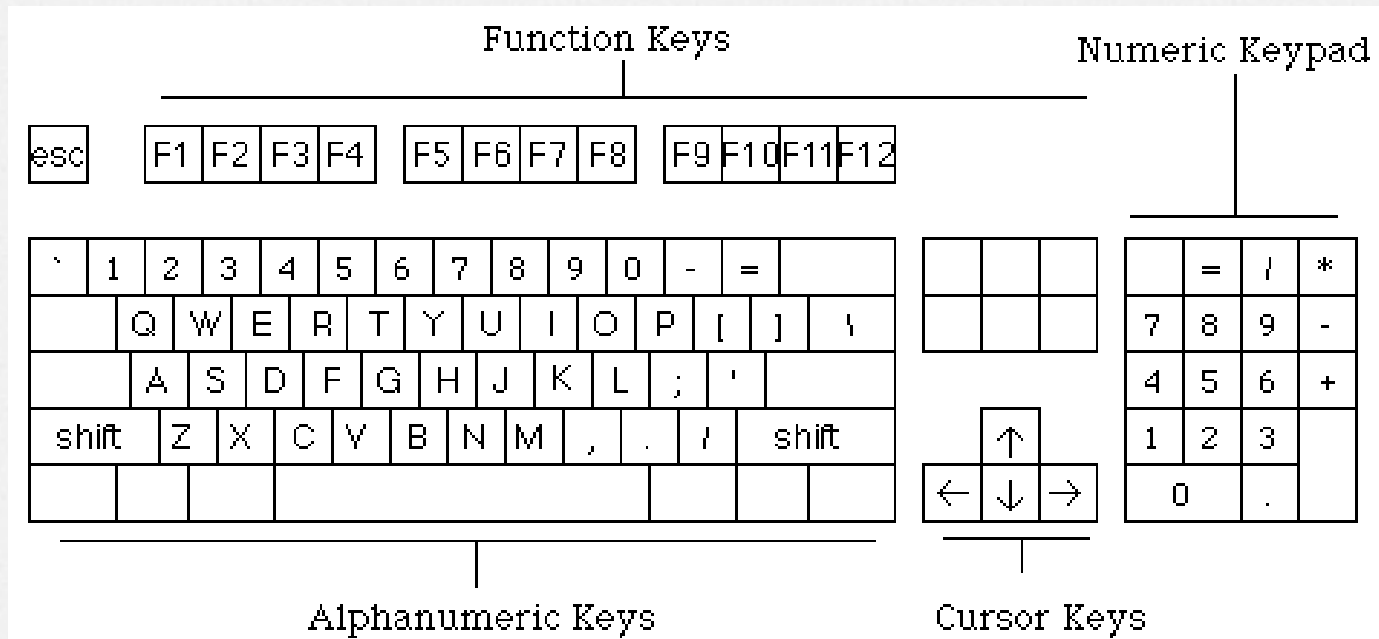 Function Keys
Numeric Keypad
esc F1 F2 F3 F4 F5 F6 F7 F8 F9 F10 F11 F12
` 1 2 3 4 5 6 7 8 9 0 - = = / *
Q W E R T Y U I O P [ ] \ 7 8 9 -
A S D F G H J K L ; ' 4 5 6 +
shift Z X C V B N M , . / shift ↑ 1 2 3
← ↓ → 0 .
Alphanumeric Keys
Cursor Keys